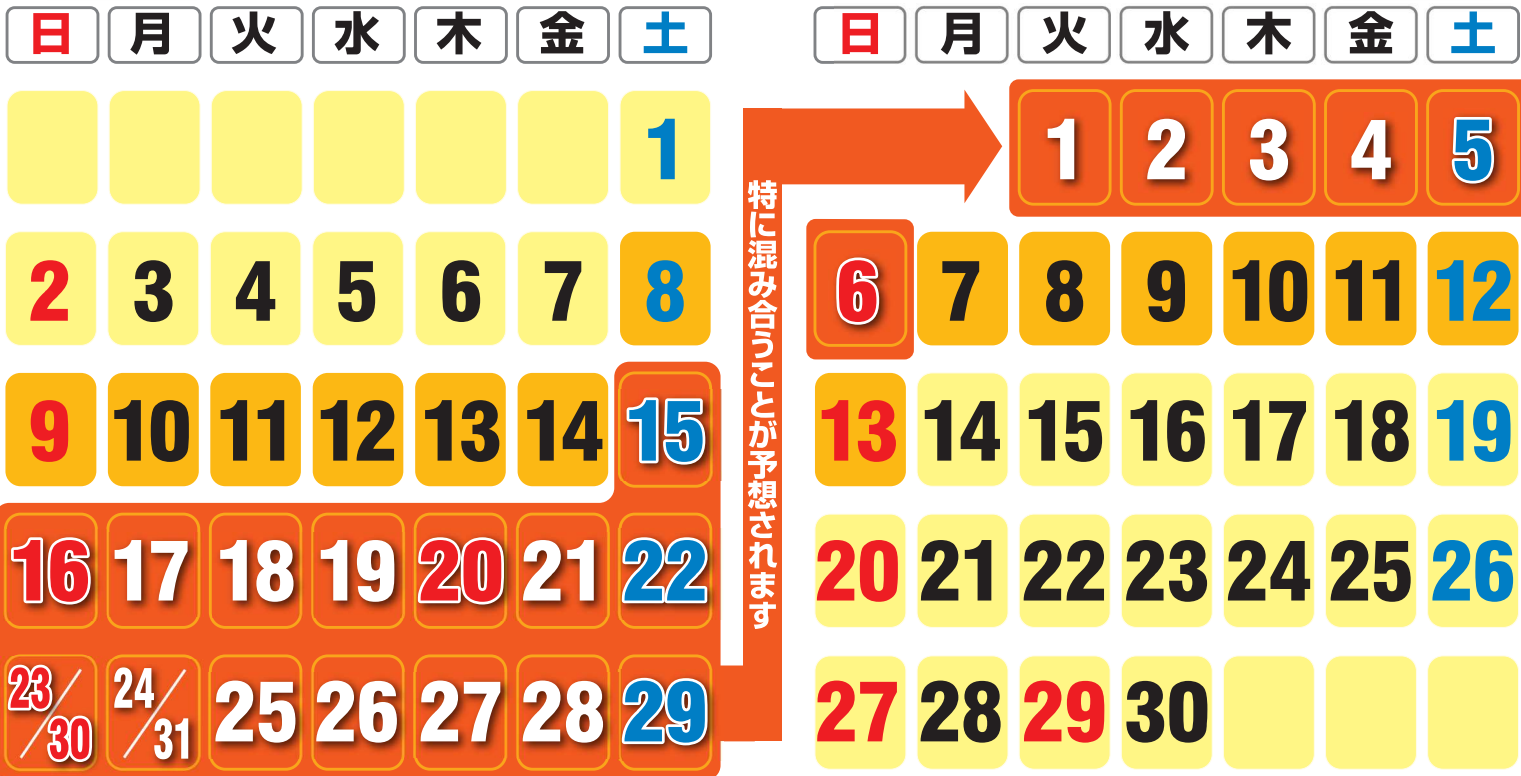 日 月 火 水 木 金 土
1
2 3 4 5 6 7 8
9 10 11 12 13 14 15
16 17 18 19 20 21 22
23/30 24/31 25 26 27 28 29
特に混み合うことが予想されます
日 月 火 水 木 金 土
1 2 3 4 5
6 7 8 9 10 11 12
13 14 15 16 17 18 19
20 21 22 23 24 25 26
27 28 29 30